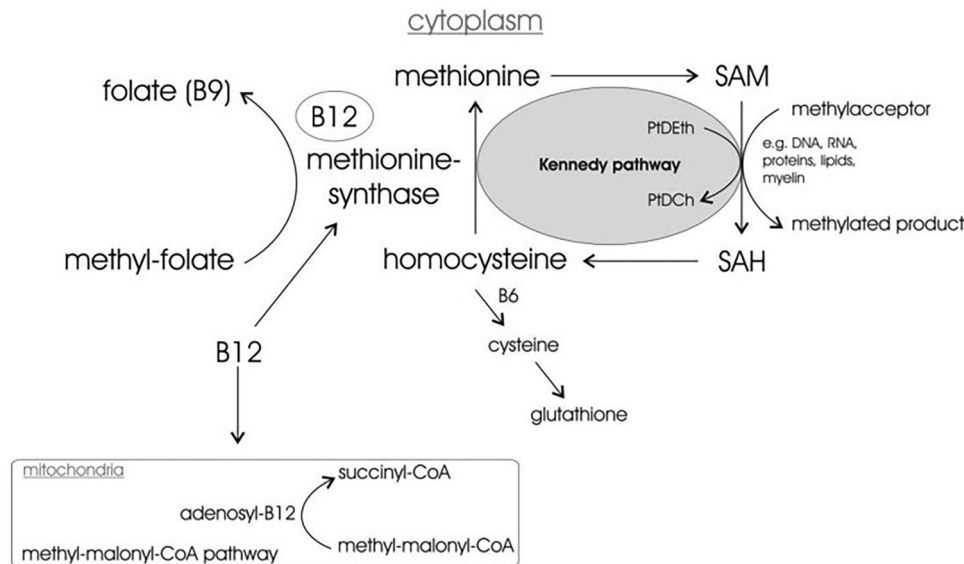 cytoplasm
methionine
SAM
folate (B9)
B12
methionine-
synthase
methylacceptor
PtDEth
e.g. DNA, RNA,
proteins, lipids,
myelin
Kennedy pathway
PtDCh
methylated product
methyl-folate
homocysteine
SAH
B6
B12
cysteine
glutathione
mitochondria
succinyl-CoA
adenosyl-B12
methyl-malonyl-CoA
methyl-malonyl-CoA pathway